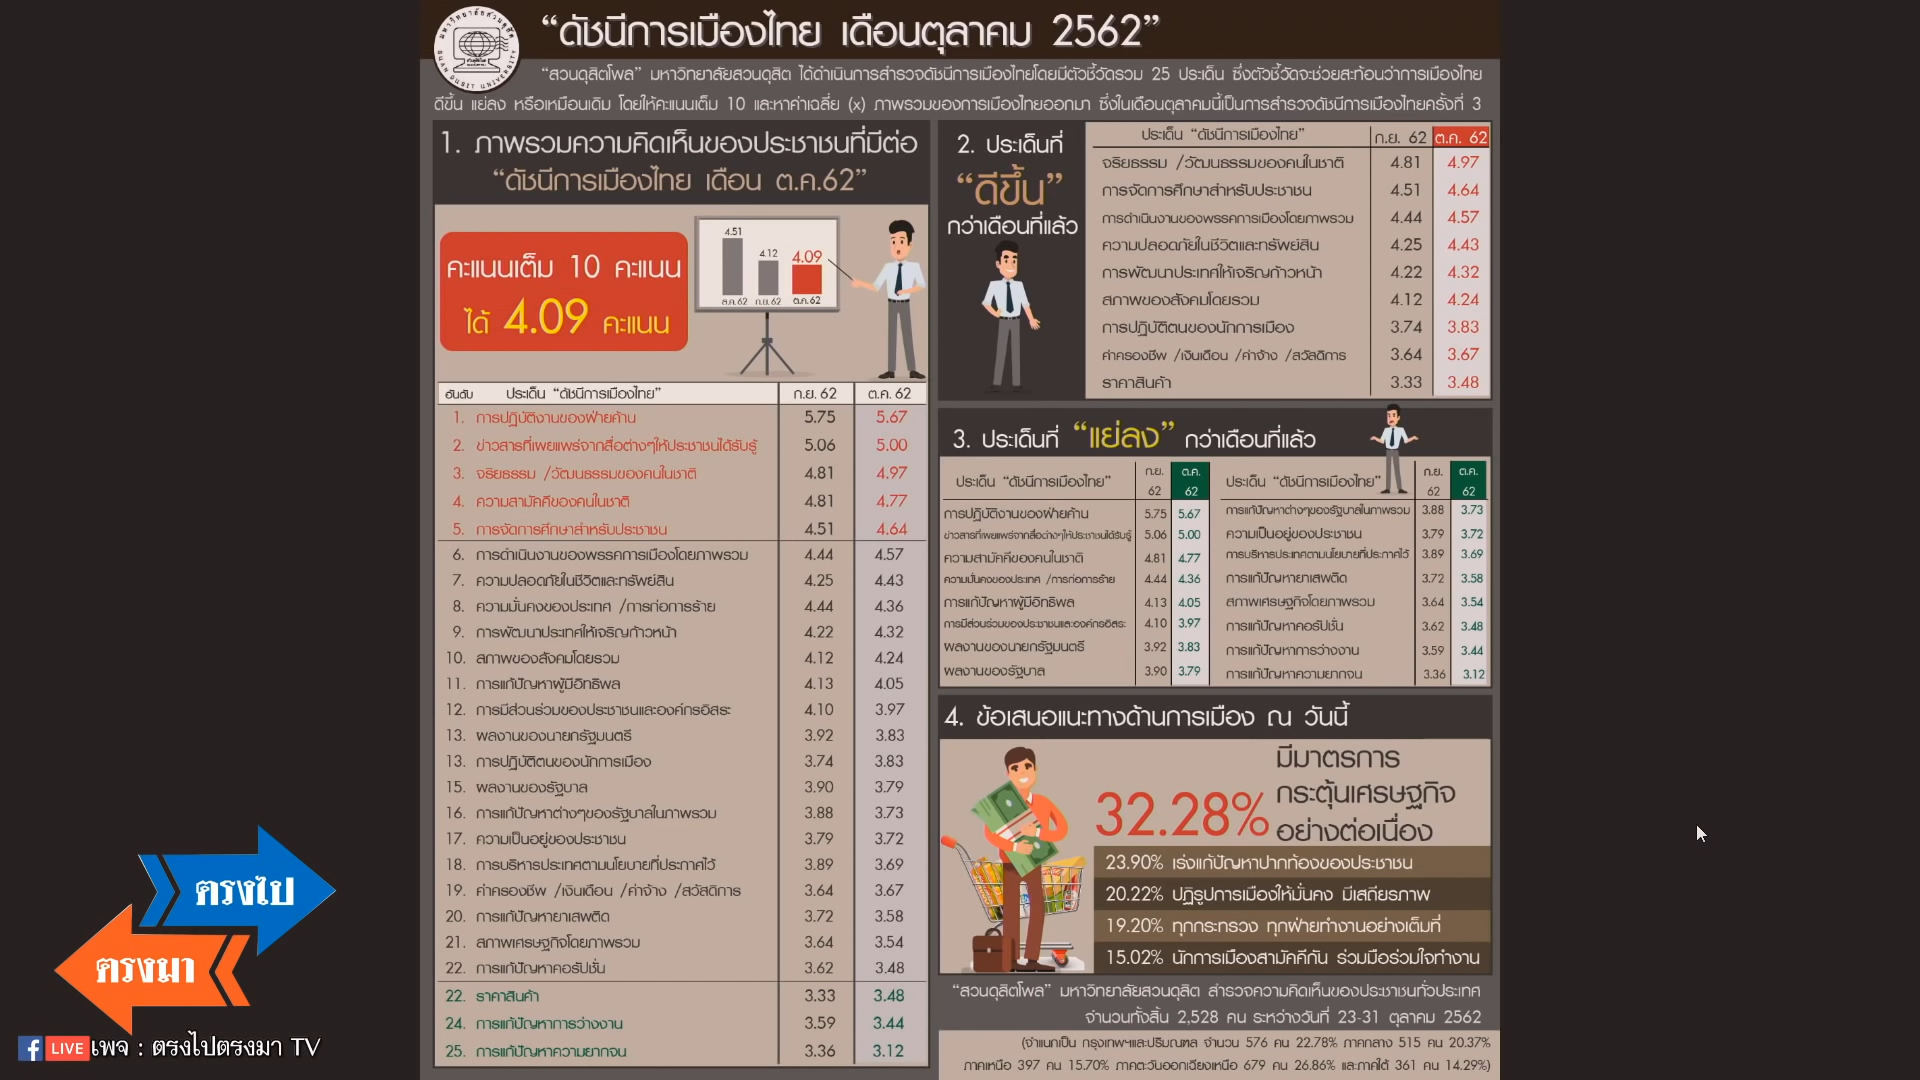 “ดัชนีการเมืองไทย เดือนตุลาคม 2562”
“สวนดุสิตโพล” มหาวิทยาลัยสวนดุสิต ได้ดำเนินการสำรวจดัชนีการเมืองไทยโดยมีตัวชี้วัดรวม 25 ประเด็น ซึ่งตัวชี้วัดจะช่วยสะท้อนว่าการเมืองไทย
ดีขึ้น แย่ลง หรือเหมือนเดิม โดยให้คะแนนเต็ม 10 และหาค่าเฉลี่ย (x) ภาพรวมของการเมืองไทยออกมา ซึ่งในเดือนตุลาคมนี้เป็นการสำรวจดัชนีการเมืองไทยครั้งที่ 3
1. ภาพรวมความคิดเห็นของประชาชนที่มีต่อ
“ดัชนีการเมืองไทย เดือน ต.ค.62”
คะแนนเต็ม 10 คะแนน
ได้ 4.09 คะแนน
4.51 4.12 4.09
ส.ค.62 ก.ย.62 ต.ค.62
อันดับ ประเด็น “ดัชนีการเมืองไทย” ก.ย. 62 ต.ค. 62
1. การปฏิบัติงานของฝ่ายค้าน 5.75 5.67
2. ข่าวสารที่เผยแพร่จากสื่อต่างๆให้ประชาชนได้รับรู้ 5.06 5.00
3. จริยธรรม /วัฒนธรรมของคนในชาติ 4.81 4.97
4. ความสามัคคีของคนในชาติ 4.81 4.77
5. การจัดการศึกษาสำหรับประชาชน 4.51 4.64
6. การดำเนินงานของพรรคการเมืองโดยภาพรวม 4.44 4.57
7. ความปลอดภัยในชีวิตและทรัพย์สิน 4.25 4.43
8. ความมั่นคงของประเทศ /การก่อการร้าย 4.44 4.36
9. การพัฒนาประเทศให้เจริญก้าวหน้า 4.22 4.32
10. สภาพของสังคมโดยรวม 4.12 4.24
11. การแก้ปัญหาผู้มีอิทธิพล 4.13 4.05
12. การมีส่วนร่วมของประชาชนและองค์กรอิสระ 4.10 3.97
13. ผลงานของนายกรัฐมนตรี 3.92 3.83
13. การปฏิบัติตนของนักการเมือง 3.74 3.83
15. ผลงานของรัฐบาล 3.90 3.79
16. การแก้ปัญหาต่างๆของรัฐบาลในภาพรวม 3.88 3.73
17. ความเป็นอยู่ของประชาชน 3.79 3.72
18. การบริหารประเทศตามนโยบายที่ประกาศไว้ 3.89 3.69
19. ค่าครองชีพ /เงินเดือน /ค่าจ้าง /สวัสดิการ 3.64 3.67
20. การแก้ปัญหายาเสพติด 3.72 3.58
21. สภาพเศรษฐกิจโดยภาพรวม 3.64 3.54
22. การแก้ปัญหาคอรัปชั่น 3.62 3.48
22. ราคาสินค้า 3.33 3.48
24. การแก้ปัญหาการว่างงาน 3.59 3.44
25. การแก้ปัญหาความยากจน 3.36 3.12
2. ประเด็นที่
“ดีขึ้น”
กว่าเดือนที่แล้ว
ประเด็น “ดัชนีการเมืองไทย” ก.ย. 62 ต.ค. 62
จริยธรรม /วัฒนธรรมของคนในชาติ 4.81 4.97
การจัดการศึกษาสำหรับประชาชน 4.51 4.64
การดำเนินงานของพรรคการเมืองโดยภาพรวม 4.44 4.57
ความปลอดภัยในชีวิตและทรัพย์สิน 4.25 4.43
การพัฒนาประเทศให้เจริญก้าวหน้า 4.22 4.32
สภาพของสังคมโดยรวม 4.12 4.24
การปฏิบัติตนของนักการเมือง 3.74 3.83
ค่าครองชีพ /เงินเดือน /ค่าจ้าง /สวัสดิการ 3.64 3.67
ราคาสินค้า 3.33 3.48
3. ประเด็นที่ “แย่ลง” กว่าเดือนที่แล้ว
ประเด็น “ดัชนีการเมืองไทย” ก.ย. 62 ต.ค. 62
การปฏิบัติงานของฝ่ายค้าน 5.75 5.67
ข่าวสารที่เผยแพร่จากสื่อต่างๆให้ประชาชนได้รับรู้ 5.06 5.00
ความสามัคคีของคนในชาติ 4.81 4.77
ความมั่นคงของประเทศ /การก่อการร้าย 4.44 4.36
การแก้ปัญหาผู้มีอิทธิพล 4.13 4.05
การมีส่วนร่วมของประชาชนและองค์กรอิสระ 4.10 3.97
ผลงานของนายกรัฐมนตรี 3.92 3.83
ผลงานของรัฐบาล 3.90 3.79
ประเด็น “ดัชนีการเมืองไทย” ก.ย. 62 ต.ค. 62
การแก้ปัญหาต่างๆของรัฐบาลในภาพรวม 3.88 3.73
ความเป็นอยู่ของประชาชน 3.79 3.72
การบริหารประเทศตามนโยบายที่ประกาศไว้ 3.89 3.69
การแก้ปัญหายาเสพติด 3.72 3.58
สภาพเศรษฐกิจโดยภาพรวม 3.64 3.54
การแก้ปัญหาคอรัปชั่น 3.62 3.48
การแก้ปัญหาการว่างงาน 3.59 3.44
การแก้ปัญหาความยากจน 3.36 3.12
4. ข้อเสนอแนะทางด้านการเมือง ณ วันนี้
32.28% มีมาตรการ
กระตุ้นเศรษฐกิจ
อย่างต่อเนื่อง
23.90% เร่งแก้ปัญหาปากท้องของประชาชน
20.22% ปฏิรูปการเมืองให้มั่นคง มีเสถียรภาพ
19.20% ทุกกระทรวง ทุกฝ่ายทำงานอย่างเต็มที่
15.02% นักการเมืองสามัคคีกัน ร่วมมือร่วมใจทำงาน
“สวนดุสิตโพล” มหาวิทยาลัยสวนดุสิต สำรวจความคิดเห็นของประชาชนทั่วประเทศ
จำนวนทั้งสิ้น 2,528 คน ระหว่างวันที่ 23-31 ตุลาคม 2562
(จำแนกเป็น กรุงเทพฯและปริมณฑล จำนวน 576 คน 22.78% ภาคกลาง 515 คน 20.37%
ภาคเหนือ 397 คน 15.70% ภาคตะวันออกเฉียงเหนือ 679 คน 26.86% และภาคใต้ 361 คน 14.29%)
ตรงไป
ตรงมา
LIVE เพจ : ตรงไปตรงมา TV